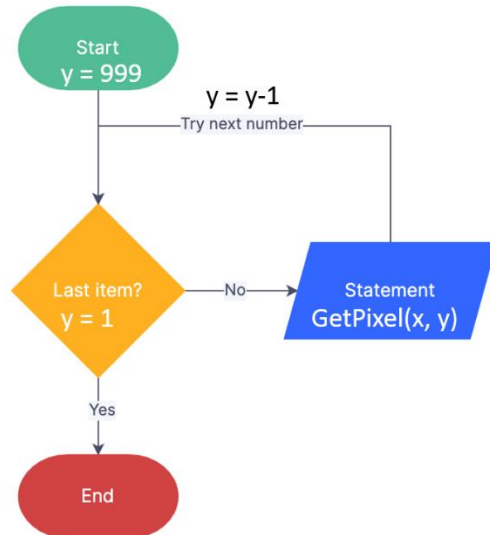 Start
y = 999
y = y-1
Try next number
Last item?
y = 1
No
Statement
GetPixel(x, y)
Yes
End